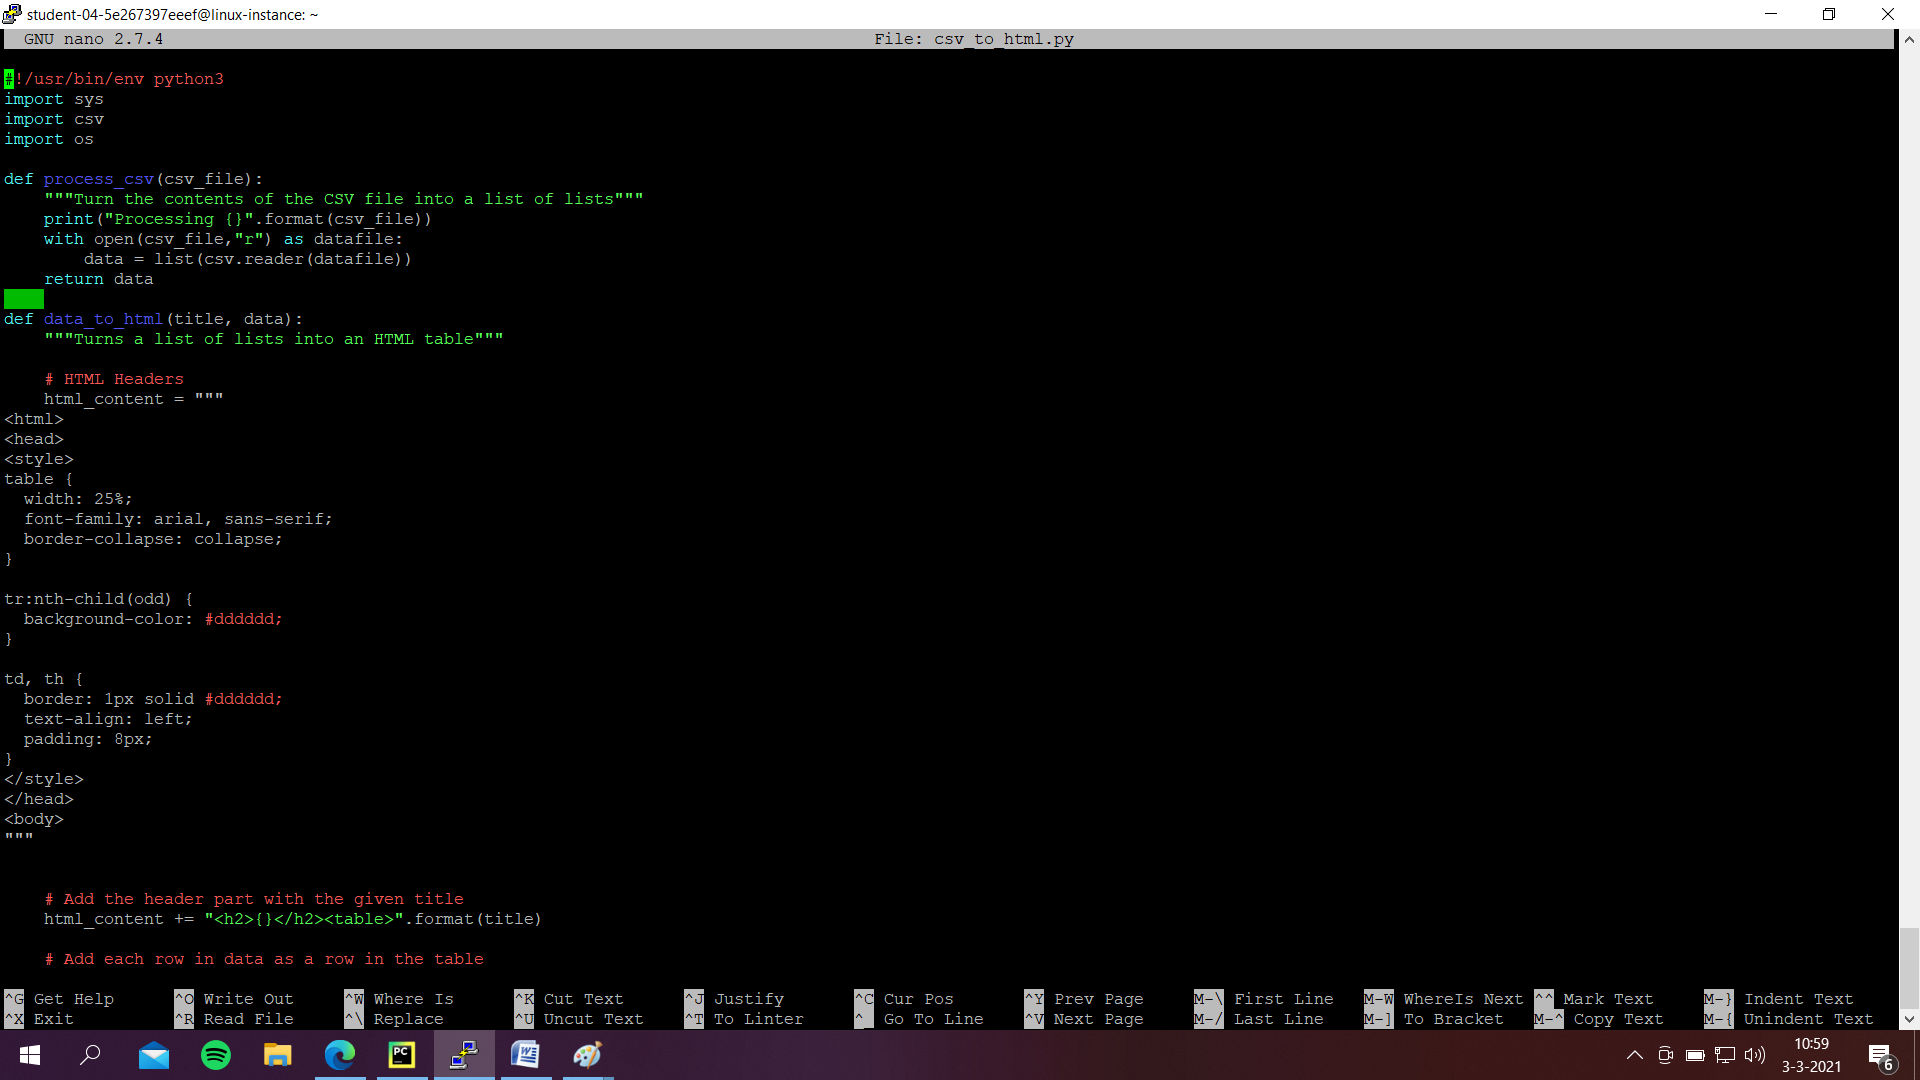 student-04-5e267397eeef@linux-instance: ~
GNU nano 2.7.4 File: csv_to_html.py
#!/usr/bin/env python3
import sys
import csv
import os
def process_csv(csv_file):
    """Turn the contents of the CSV file into a list of lists"""
    print("Processing {}".format(csv_file))
    with open(csv_file,"r") as datafile:
        data = list(csv.reader(datafile))
    return data
def data_to_html(title, data):
    """Turns a list of lists into an HTML table"""
    # HTML Headers
    html_content = """
<html>
<head>
<style>
table {
  width: 25%;
  font-family: arial, sans-serif;
  border-collapse: collapse;
}
tr:nth-child(odd) {
  background-color: #dddddd;
}
td, th {
  border: 1px solid #dddddd;
  text-align: left;
  padding: 8px;
}
</style>
</head>
<body>
"""
    # Add the header part with the given title
    html_content += "<h2>{}</h2><table>".format(title)
    # Add each row in data as a row in the table
^G Get Help ^O Write Out ^W Where Is ^K Cut Text ^J Justify ^C Cur Pos ^Y Prev Page M-\ First Line M-W WhereIs Next ^^ Mark Text M-} Indent Text
^X Exit ^R Read File ^\ Replace ^U Uncut Text ^T To Linter ^_ Go To Line ^V Next Page M-/ Last Line M-] To Bracket M-^ Copy Text M-{ Unindent Text
PC
W
10:59
3-3-2021
6